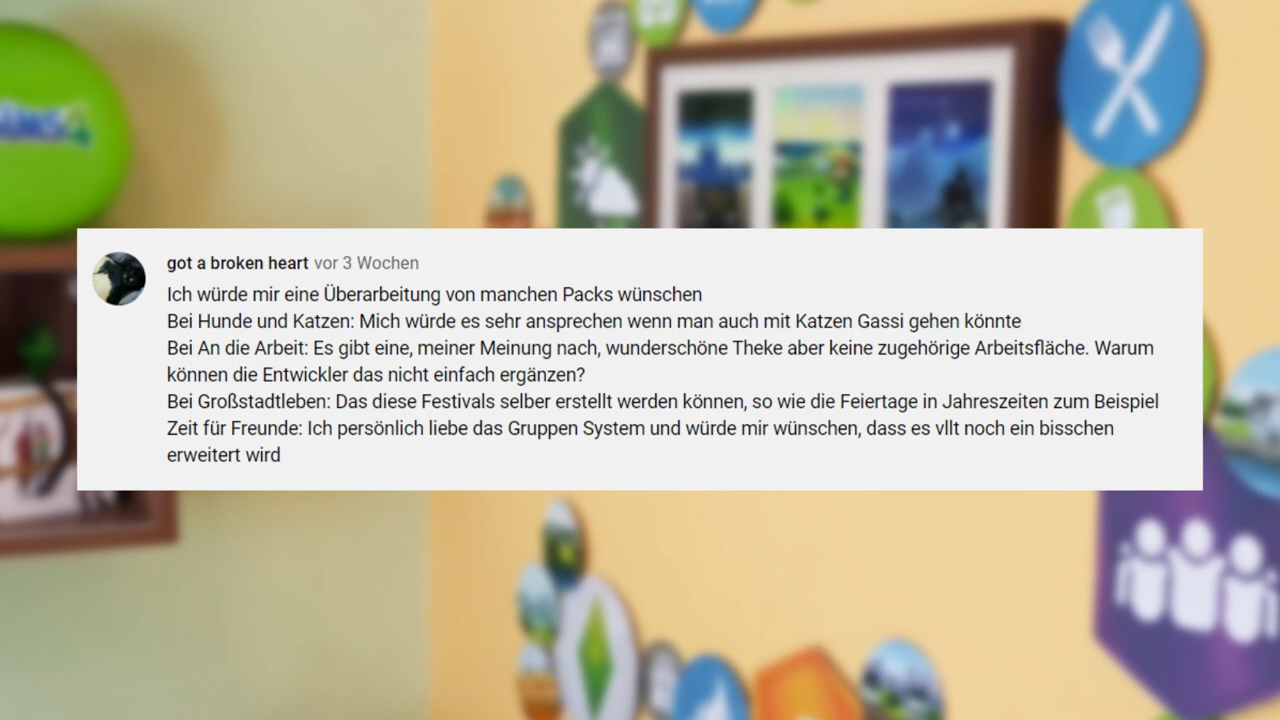 got a broken heart vor 3 Wochen
Ich würde mir eine Überarbeitung von manchen Packs wünschen
Bei Hunde und Katzen: Mich würde es sehr ansprechen wenn man auch mit Katzen Gassi gehen könnte
Bei An die Arbeit: Es gibt eine, meiner Meinung nach, wunderschöne Theke aber keine zugehörige Arbeitsfläche. Warum
können die Entwickler das nicht einfach ergänzen?
Bei Großstadtleben: Das diese Festivals selber erstellt werden können, so wie die Feiertage in Jahreszeiten zum Beispiel
Zeit für Freunde: Ich persönlich liebe das Gruppen System und würde mir wünschen, dass es vllt noch ein bisschen
erweitert wird